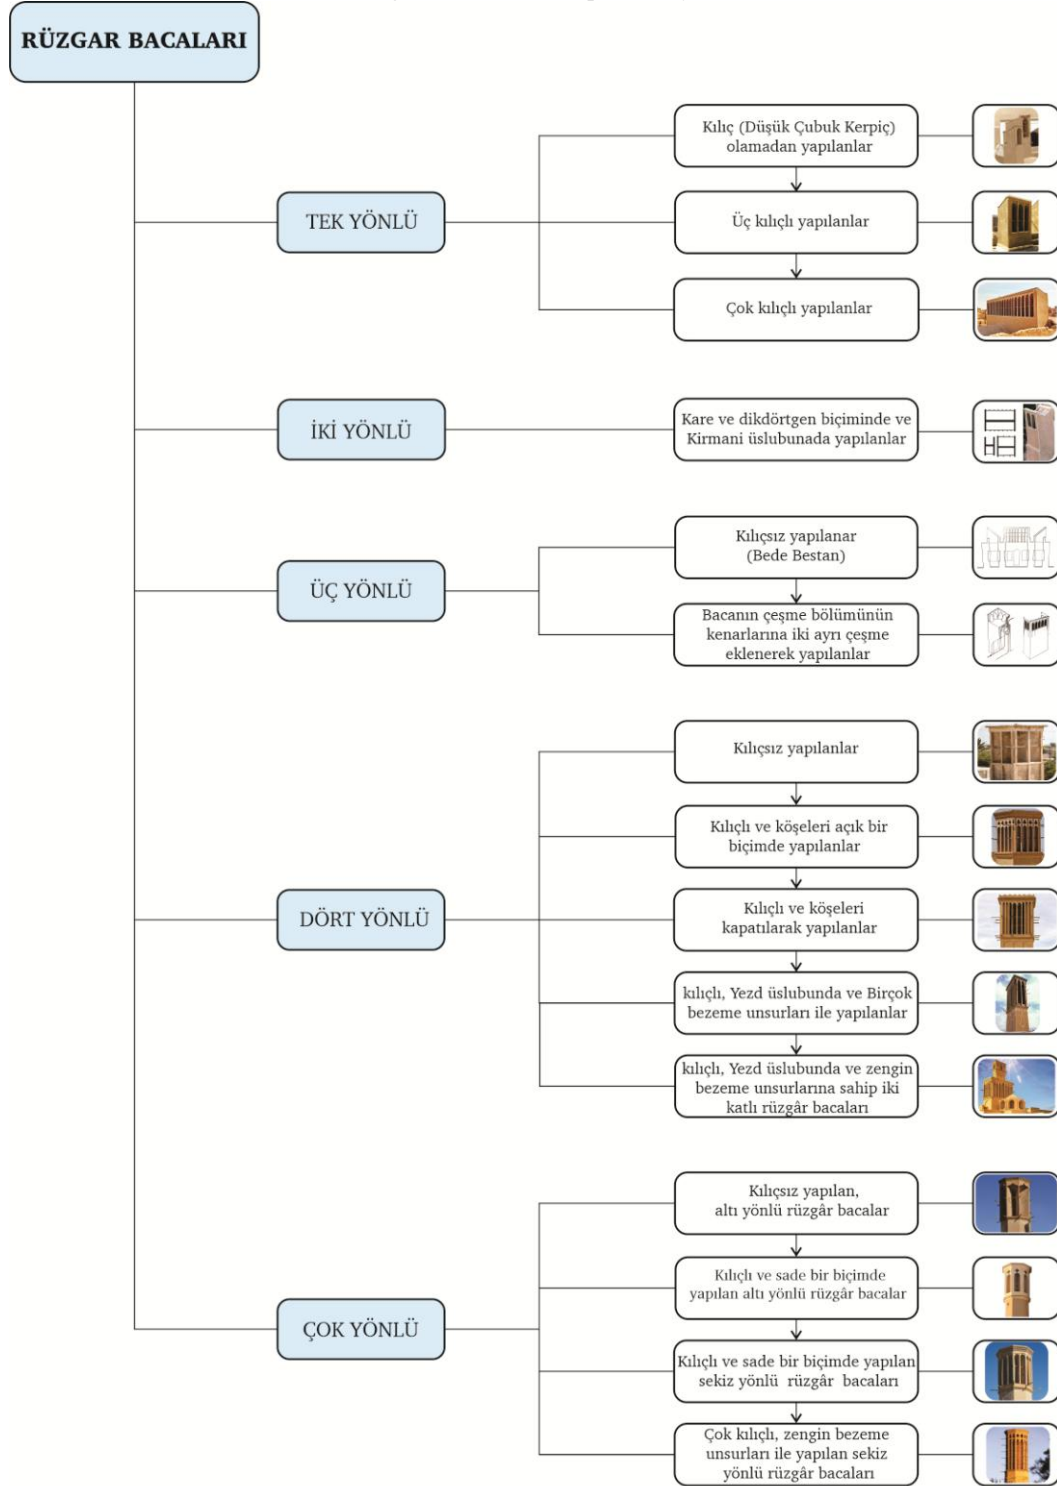 RÜZGAR BACALARI
TEK YÖNLÜ
Kılıç (Düşük Çubuk Kerpiç)
olamadan yapılanlar
Üç kılıçlı yapılanlar
Çok kılıçlı yapılanlar
İKİ YÖNLÜ
Kare ve dikdörtgen biçiminde ve
Kirmani üslubunada yapılanlar
ÜÇ YÖNLÜ
Kılıçsız yapılanar
(Bede Bestan)
Bacanın çeşme bölümünün
kenarlarına iki ayrı çeşme
eklenerek yapılanlar
DÖRT YÖNLÜ
Kılıçsız yapılanlar
Kılıçlı ve köşeleri açık bir
biçimde yapılanlar
Kılıçlı ve köşeleri
kapatılarak yapılanlar
kılıçlı, Yezd üslubunda ve Birçok
bezeme unsurları ile yapılanlar
kılıçlı, Yezd üslubunda ve zengin
bezeme unsurlarına sahip iki
katlı rüzgâr bacaları
ÇOK YÖNLÜ
Kılıçsız yapılan,
altı yönlü rüzgâr bacalar
Kılıçlı ve sade bir biçimde
yapılan altı yönlü rüzgâr bacalar
Kılıçlı ve sade bir biçimde yapılan
sekiz yönlü rüzgâr bacaları
Çok kılıçlı, zengin bezeme
unsurları ile yapılan sekiz
yönlü rüzgâr bacaları